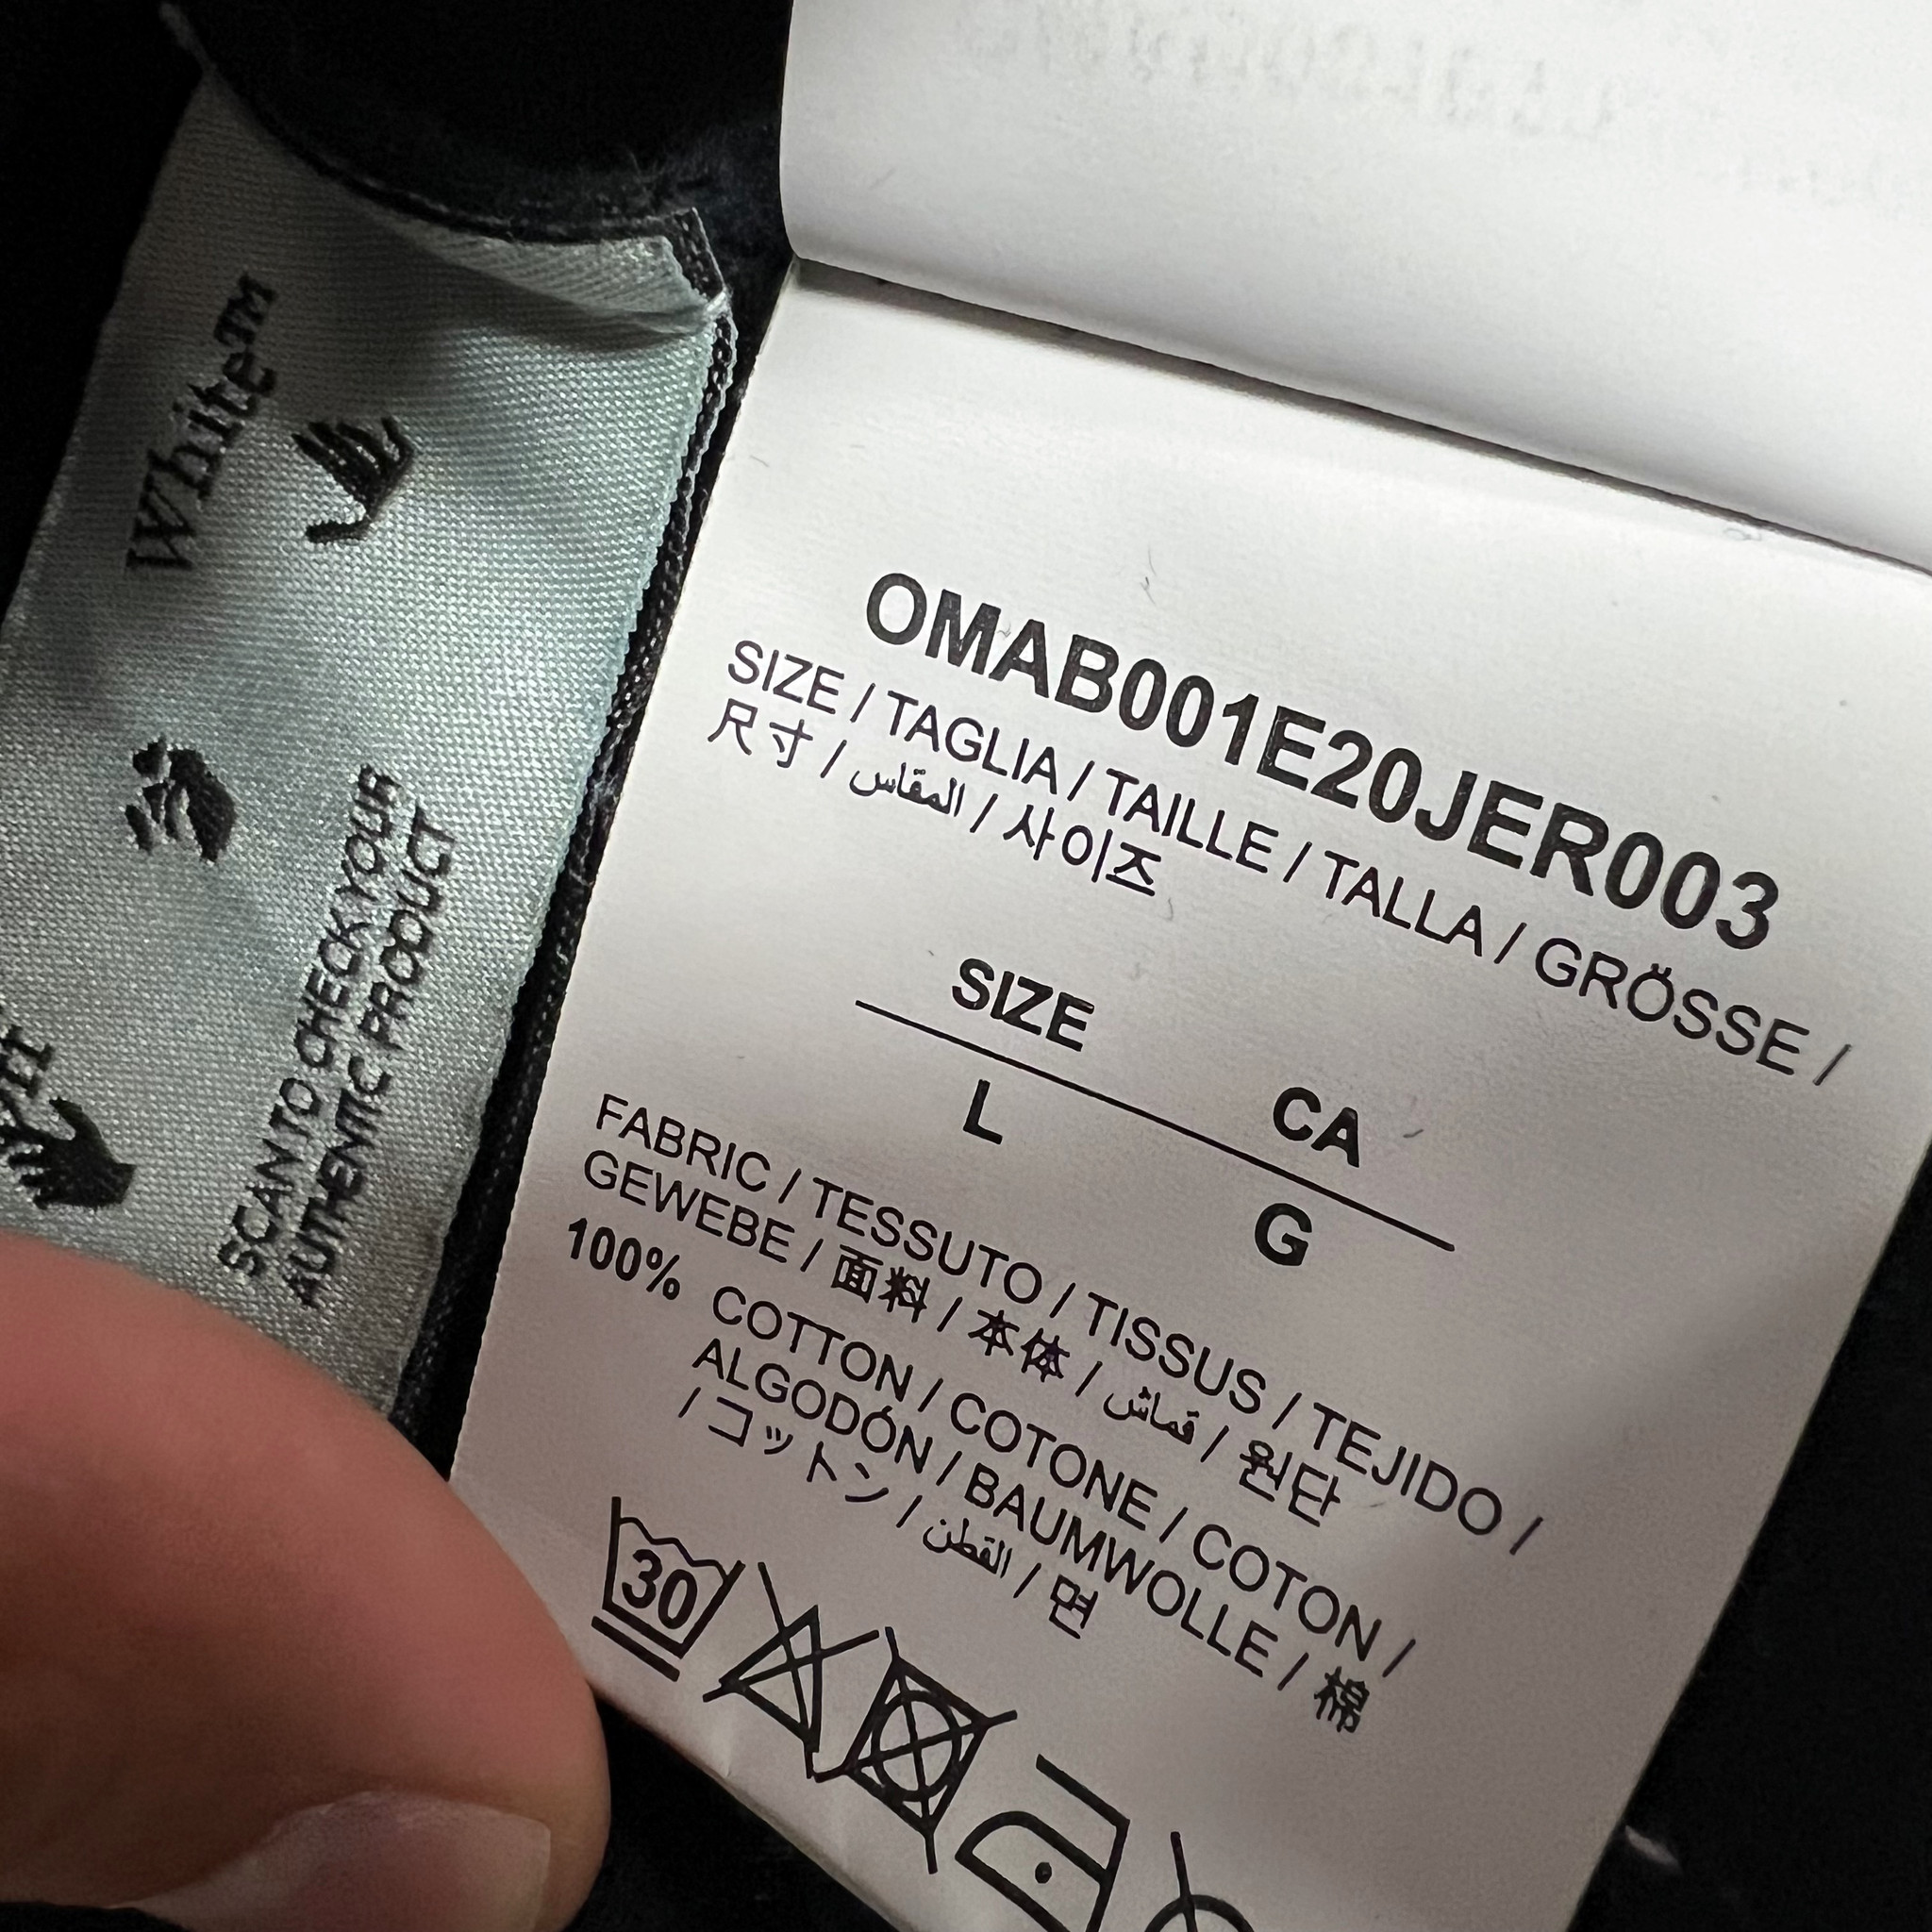 White™
SCAN TO CHECK YOUR
AUTHENTIC PRODUCT
OMAB001E20JER003
SIZE / TAGLIA / TAILLE / TALLA / GRÖSSE /
尺寸 / المقاس / 사이즈
SIZE CA
L G
FABRIC / TESSUTO / TISSUS / TEJIDO /
GEWEBE / 面料 / 本体 / قماش / 원단
100% COTTON / COTONE / COTON /
ALGODÓN / BAUMWOLLE / 棉
/ コットン / القطن / 면
30